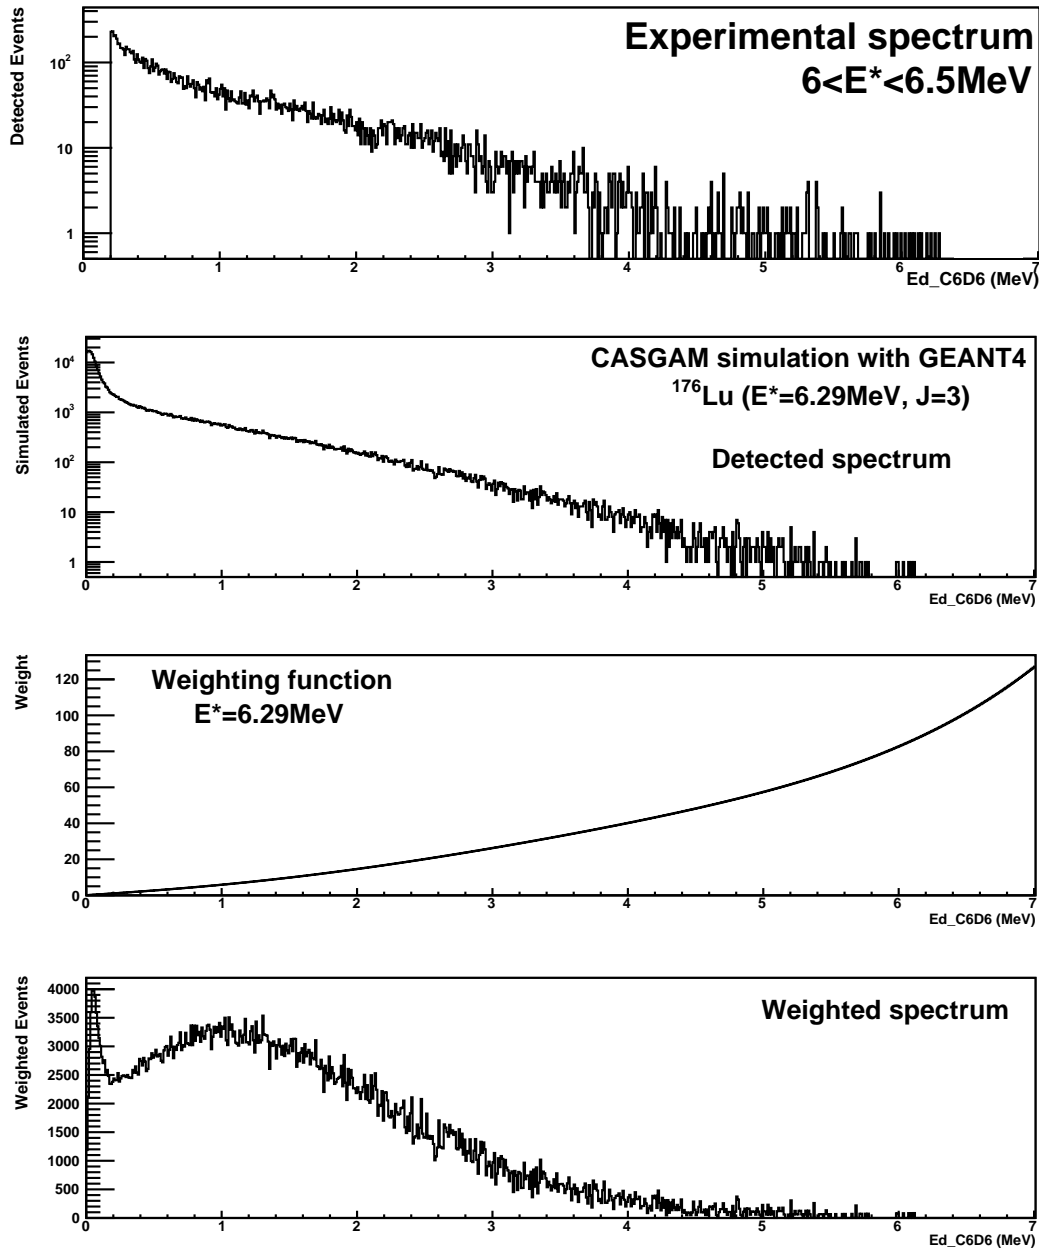 Detected Events
Experimental spectrum
6<E*<6.5MeV
10²
10
1
0 1 2 3 4 5 6 7
Ed_C6D6 (MeV)
Simulated Events
CASGAM simulation with GEANT4
¹⁷⁶Lu (E*=6.29MeV, J=3)
Detected spectrum
10⁴
10³
10²
10
1
0 1 2 3 4 5 6 7
Ed_C6D6 (MeV)
Weight
Weighting function
E*=6.29MeV
120
100
80
60
40
20
0
0 1 2 3 4 5 6 7
Ed_C6D6 (MeV)
Weighted Events
Weighted spectrum
4000
3500
3000
2500
2000
1500
1000
500
0
0 1 2 3 4 5 6 7
Ed_C6D6 (MeV)